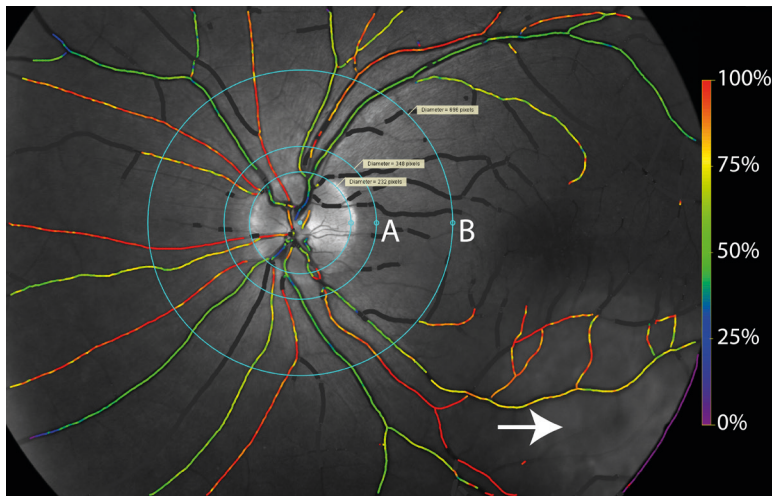 100%
Diameter = 696 pixels
75%
Diameter = 348 pixels
Diameter = 232 pixels
A
B
50%
25%
0%